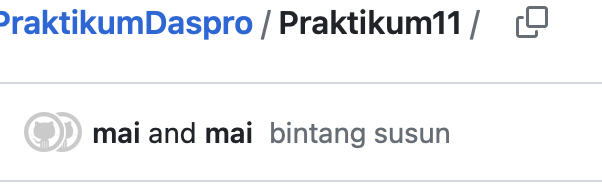 PraktikumDaspro / Praktikum11 /
mai and mai bintang susun